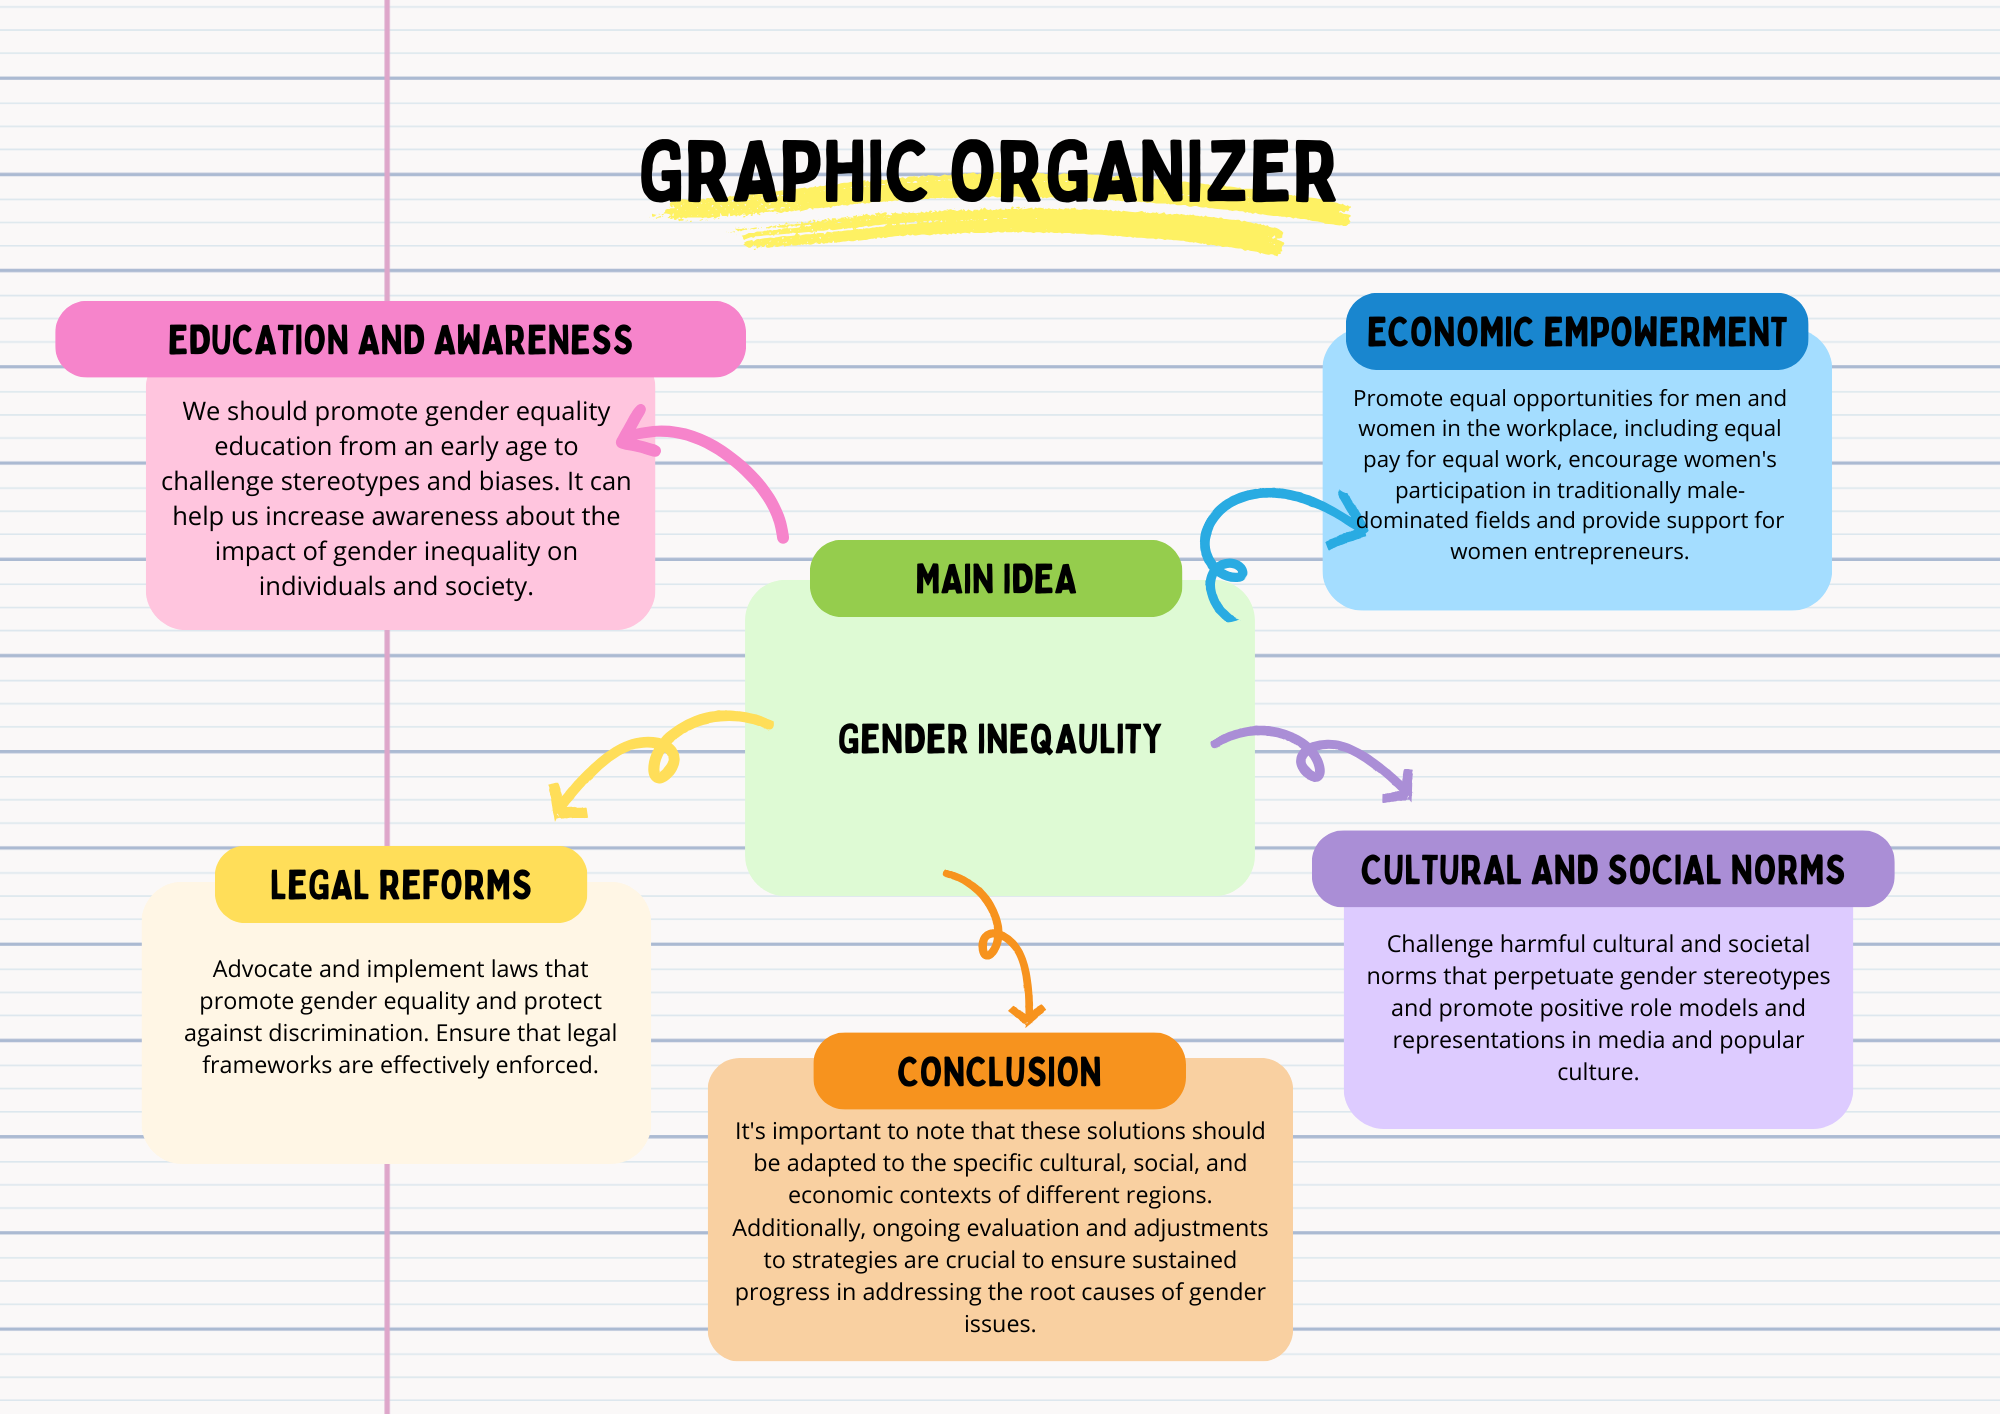 GRAPHIC ORGANIZER
EDUCATION AND AWARENESS
We should promote gender equality
education from an early age to
challenge stereotypes and biases. It can
help us increase awareness about the
impact of gender inequality on
individuals and society.
ECONOMIC EMPOWERMENT
Promote equal opportunities for men and
women in the workplace, including equal
pay for equal work, encourage women's
participation in traditionally male-
dominated fields and provide support for
women entrepreneurs.
MAIN IDEA
GENDER INEQAULITY
LEGAL REFORMS
Advocate and implement laws that
promote gender equality and protect
against discrimination. Ensure that legal
frameworks are effectively enforced.
CULTURAL AND SOCIAL NORMS
Challenge harmful cultural and societal
norms that perpetuate gender stereotypes
and promote positive role models and
representations in media and popular
culture.
CONCLUSION
It's important to note that these solutions should
be adapted to the specific cultural, social, and
economic contexts of different regions.
Additionally, ongoing evaluation and adjustments
to strategies are crucial to ensure sustained
progress in addressing the root causes of gender
issues.